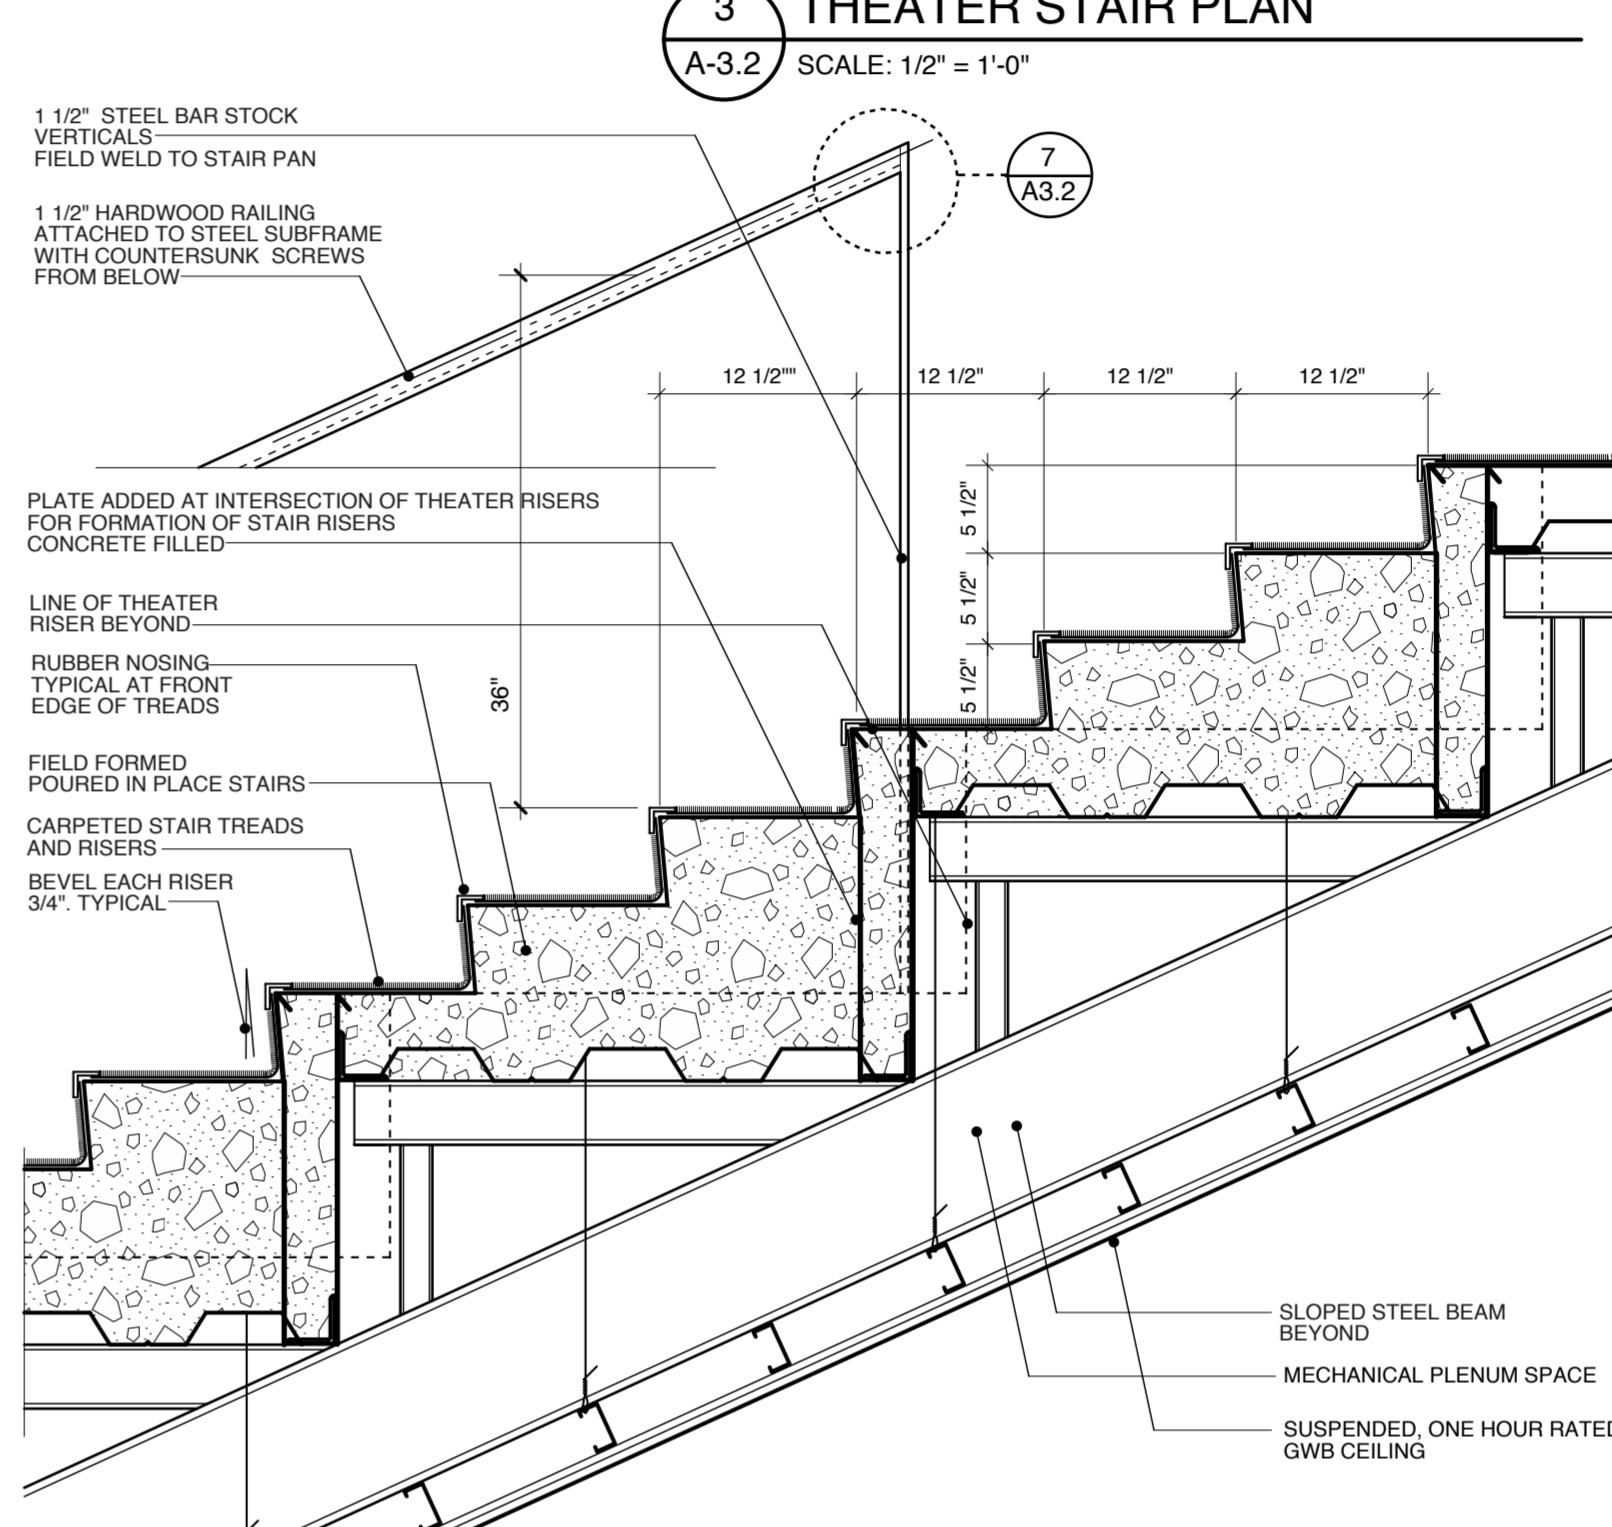 3
THEATER STAIR PLAN
A-3.2
SCALE: 1/2" = 1'-0"
1 1/2" STEEL BAR STOCK
VERTICALS
FIELD WELD TO STAIR PAN
7
A3.2
1 1/2" HARDWOOD RAILING
ATTACHED TO STEEL SUBFRAME
WITH COUNTERSUNK SCREWS
FROM BELOW
12 1/2""
12 1/2"
12 1/2"
12 1/2"
PLATE ADDED AT INTERSECTION OF THEATER RISERS
FOR FORMATION OF STAIR RISERS
CONCRETE FILLED
5 1/2"
5 1/2"
5 1/2"
LINE OF THEATER
RISER BEYOND
RUBBER NOSING
TYPICAL AT FRONT
EDGE OF TREADS
36"
FIELD FORMED
POURED IN PLACE STAIRS
CARPETED STAIR TREADS
AND RISERS
BEVEL EACH RISER
3/4". TYPICAL
SLOPED STEEL BEAM
BEYOND
MECHANICAL PLENUM SPACE
SUSPENDED, ONE HOUR RATED
GWB CEILING